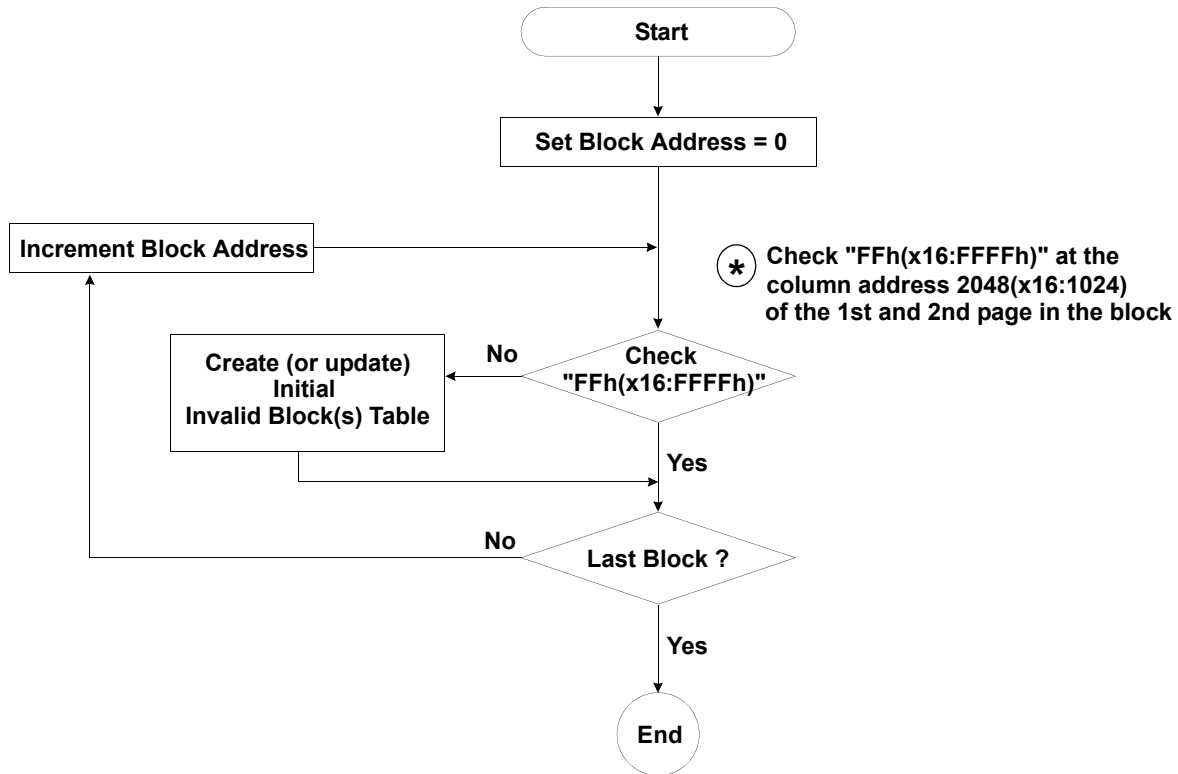 Start
Set Block Address = 0
Increment Block Address
* Check "FFh(x16:FFFFh)" at the
column address 2048(x16:1024)
of the 1st and 2nd page in the block
No
Create (or update)
Initial
Invalid Block(s) Table
Check
"FFh(x16:FFFFh)"
Yes
No
Last Block ?
Yes
End